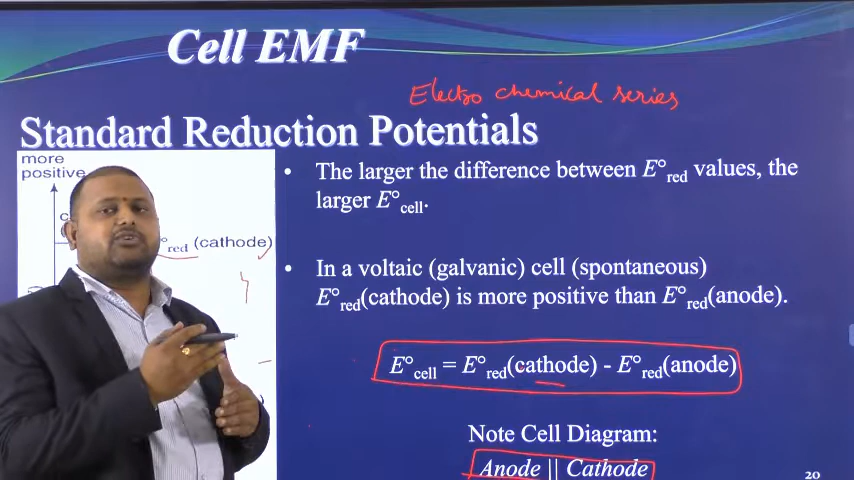 Cell EMF
Electro chemical series
Standard Reduction Potentials
more
positive
red (cathode)
• The larger the difference between E°red values, the
larger E°cell.
• In a voltaic (galvanic) cell (spontaneous)
E°red(cathode) is more positive than E°red(anode).
E°cell = E°red(cathode) - E°red(anode)
Note Cell Diagram:
Anode || Cathode
20